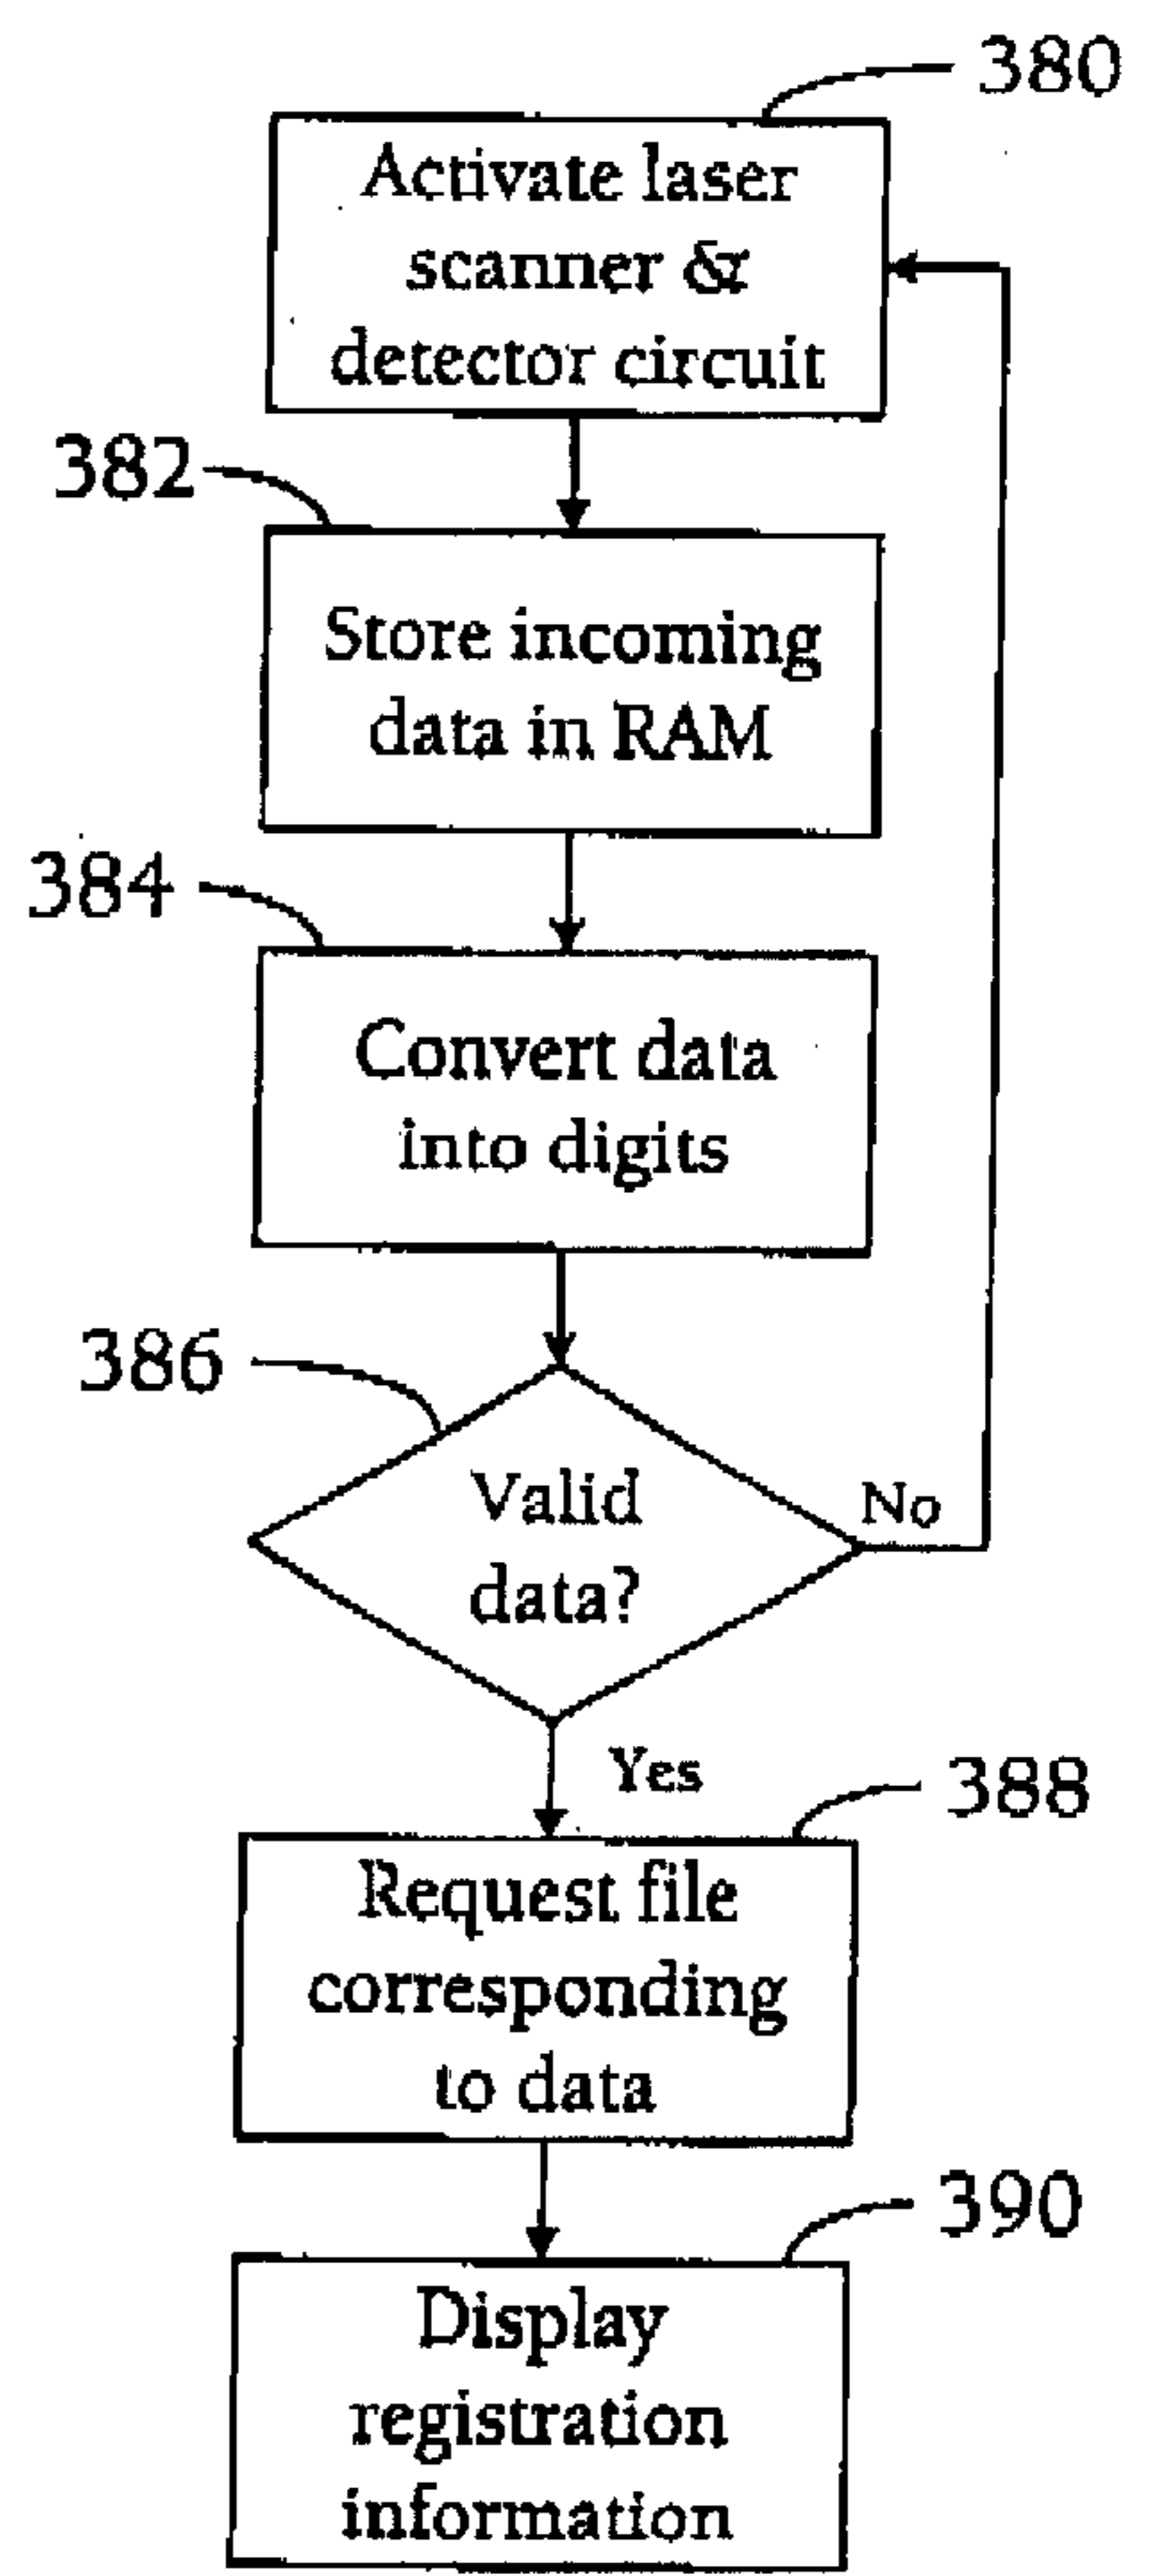 380
Activate laser
scanner &
detector circuit
382
Store incoming
data in RAM
384
Convert data
into digits
386
Valid
data?
No
Yes
388
Request file
corresponding
to data
390
Display
registration
information